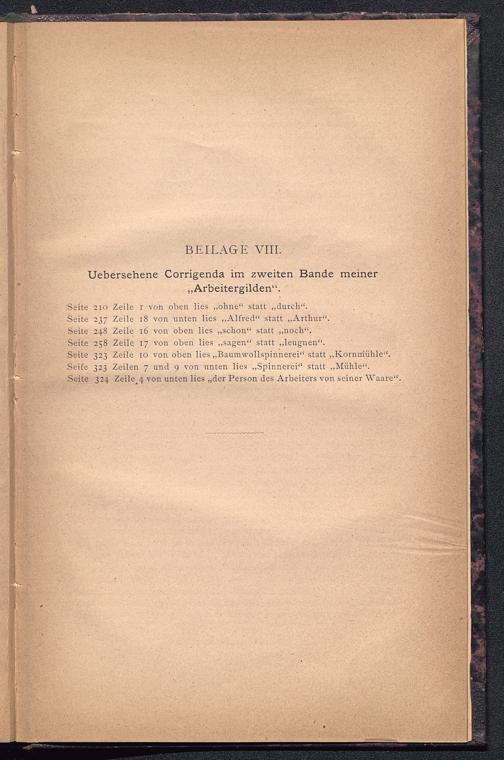 BEILAGE VIII.
Uebersehene Corrigenda im zweiten Bande meiner
„Arbeitergilden“.
Seite 210 Zeile 1 von oben lies „ohne“ statt „durch“.
Seite 237 Zeile 18 von unten lies „Alfred“ statt „Arthur“.
Seite 248 Zeile 16 von oben lies „schon“ statt „noch“.
Seite 258 Zeile 17 von oben lies „sagen“ statt „leugnen“.
Seite 323 Zeile 10 von oben lies „Baumwollspinnerei“ statt „Kornmühle“.
Seite 323 Zeilen 7 und 9 von unten lies „Spinnerei“ statt „Mühle“.
Seite 324 Zeile 4 von unten lies „der Person des Arbeiters von seiner Waare“.